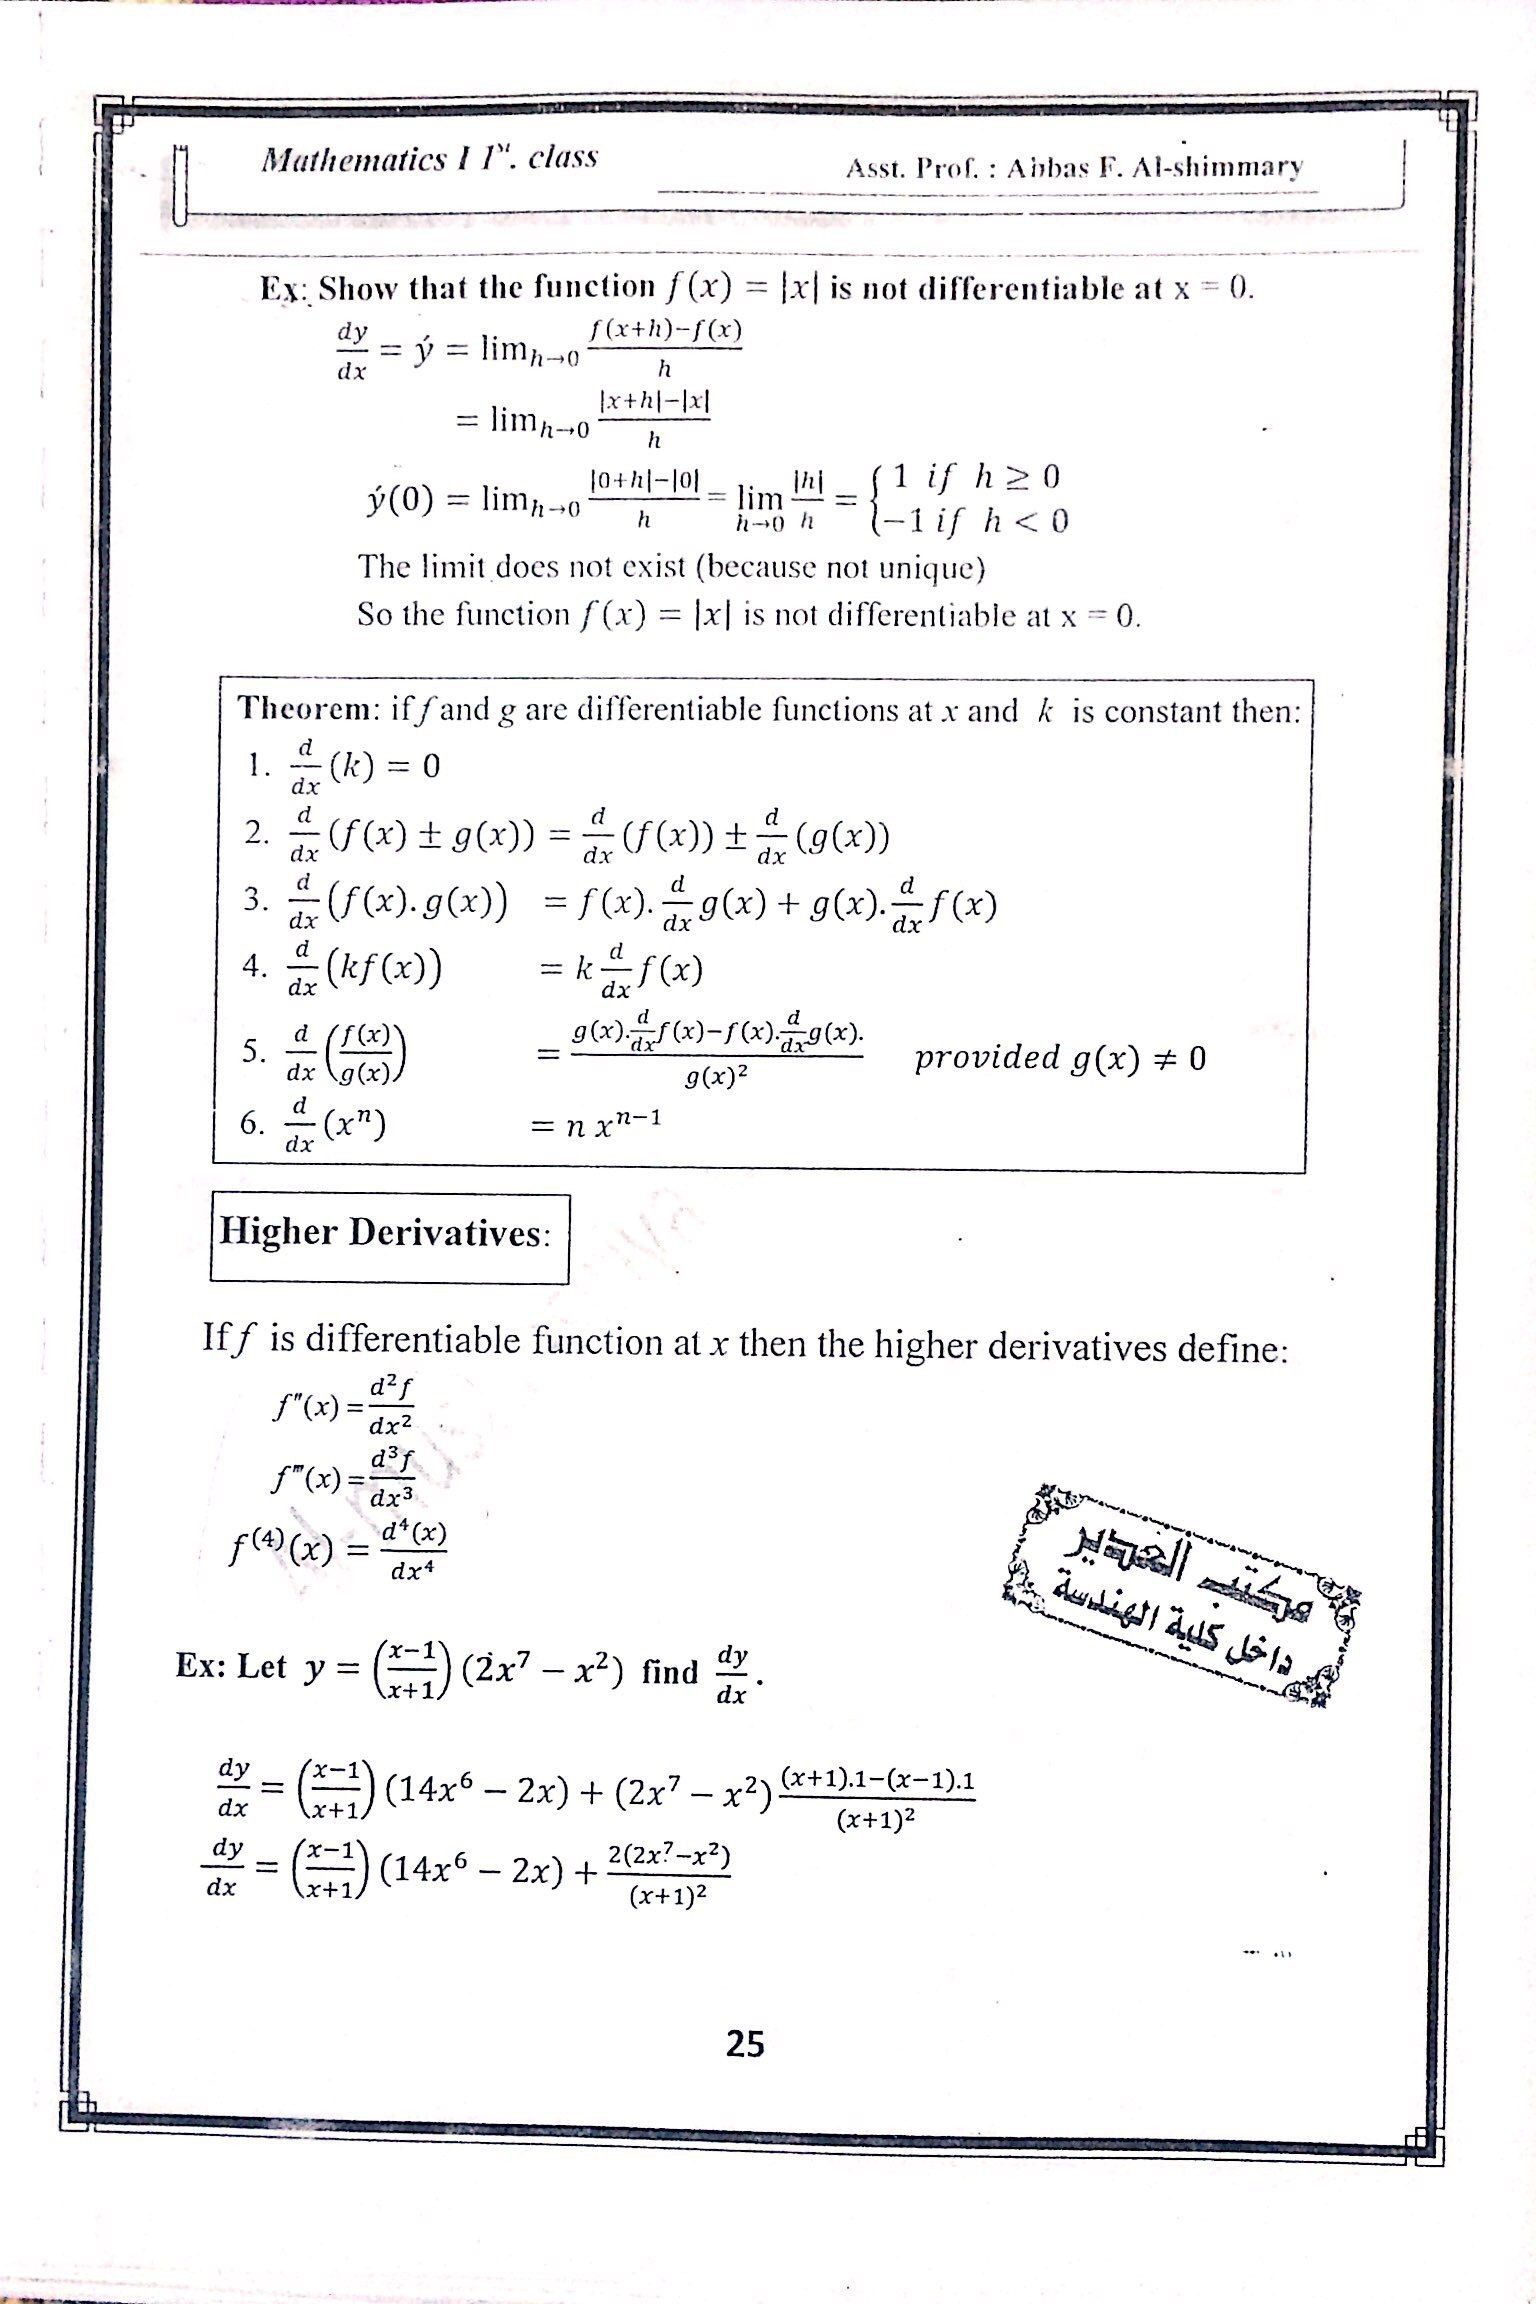 Mathematics I 1st. class
Asst. Prof. : Abbas F. Al-shimmary
Ex: Show that the function f(x) = |x| is not differentiable at x = 0.
dy/dx = ý = lim_{h→0} (f(x+h)−f(x))/h
= lim_{h→0} (|x+h|−|x|)/h
ý(0) = lim_{h→0} (|0+h|−|0|)/h = lim_{h→0} |h|/h = { 1 if h ≥ 0
−1 if h < 0
The limit does not exist (because not unique)
So the function f(x) = |x| is not differentiable at x = 0.
Theorem: if f and g are differentiable functions at x and k is constant then:
1. d/dx (k) = 0
2. d/dx (f(x) ± g(x)) = d/dx (f(x)) ± d/dx (g(x))
3. d/dx (f(x).g(x)) = f(x). d/dx g(x) + g(x). d/dx f(x)
4. d/dx (kf(x)) = k d/dx f(x)
5. d/dx (f(x)/g(x)) = (g(x). d/dx f(x)−f(x). d/dx g(x).)/g(x)² provided g(x) ≠ 0
6. d/dx (xⁿ) = n xⁿ⁻¹
Higher Derivatives:
If f is differentiable function at x then the higher derivatives define:
f″(x) = d²f/dx²
f‴(x) = d³f/dx³
f⁽⁴⁾(x) = d⁴(x)/dx⁴
مكتب الغدير
داخل كلية الهندسة
Ex: Let y = ((x−1)/(x+1)) (2x⁷ − x²) find dy/dx .
dy/dx = ((x−1)/(x+1)) (14x⁶ − 2x) + (2x⁷ − x²) ((x+1).1−(x−1).1)/(x+1)²
dy/dx = ((x−1)/(x+1)) (14x⁶ − 2x) + 2(2x⁷−x²)/(x+1)²
25